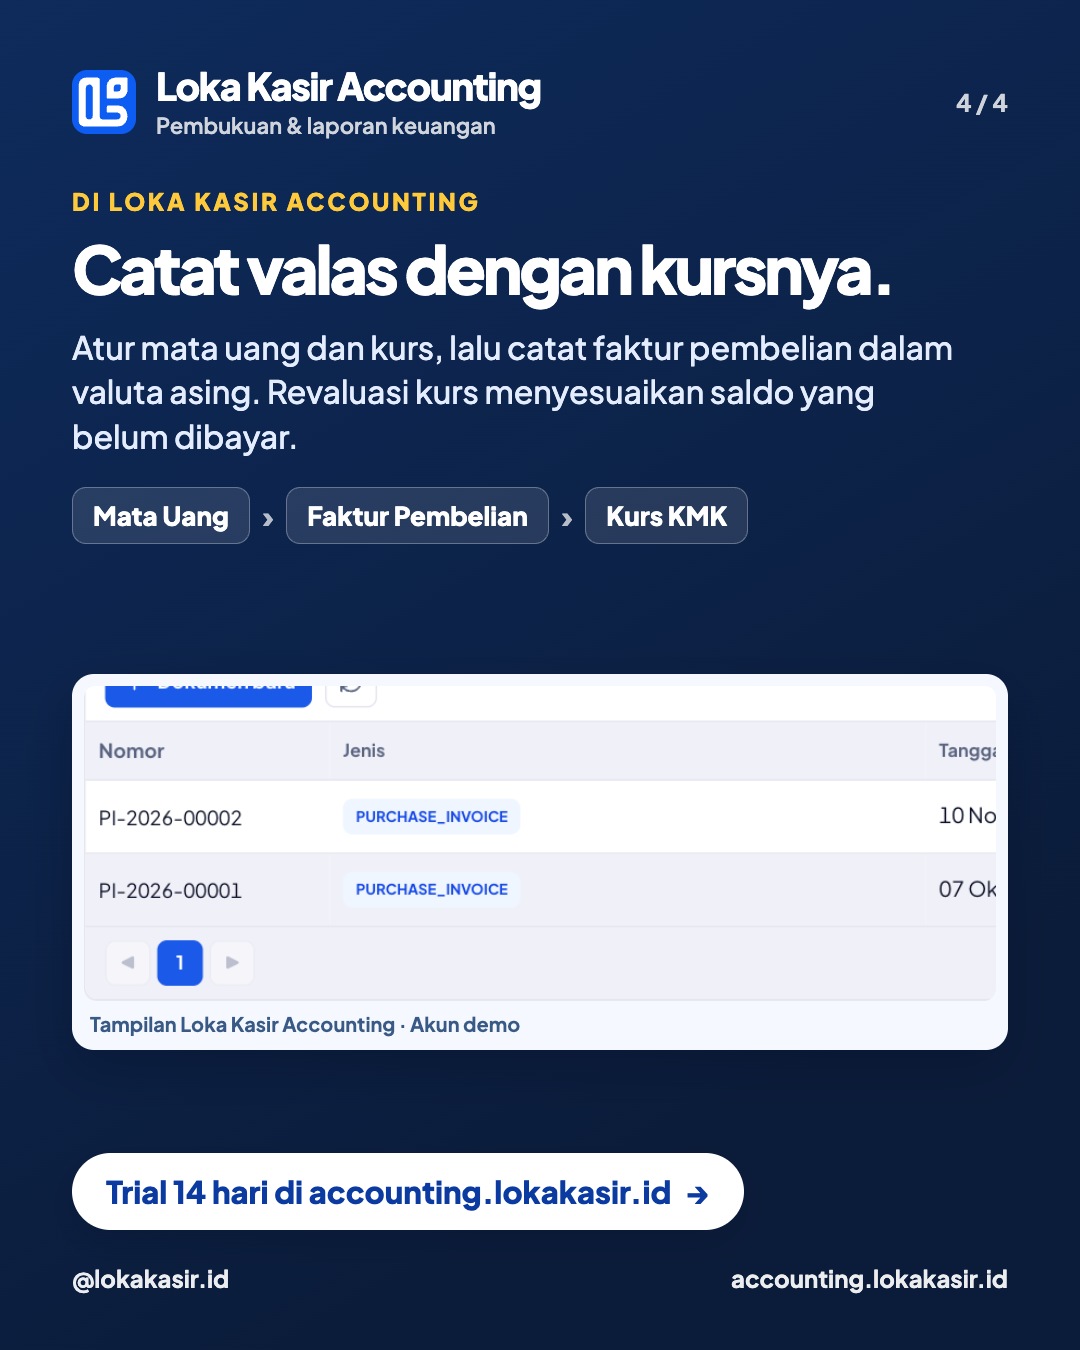 Loka Kasir Accounting
Pembukuan & laporan keuangan
4 / 4
DI LOKA KASIR ACCOUNTING
Catat valas dengan kursnya.
Atur mata uang dan kurs, lalu catat faktur pembelian dalam
valuta asing. Revaluasi kurs menyesuaikan saldo yang
belum dibayar.
Mata Uang › Faktur Pembelian › Kurs KMK
Nomor Jenis Tangga
PI-2026-00002 PURCHASE_INVOICE 10 No
PI-2026-00001 PURCHASE_INVOICE 07 Ok
1
Tampilan Loka Kasir Accounting · Akun demo
Trial 14 hari di accounting.lokakasir.id →
@lokakasir.id
accounting.lokakasir.id